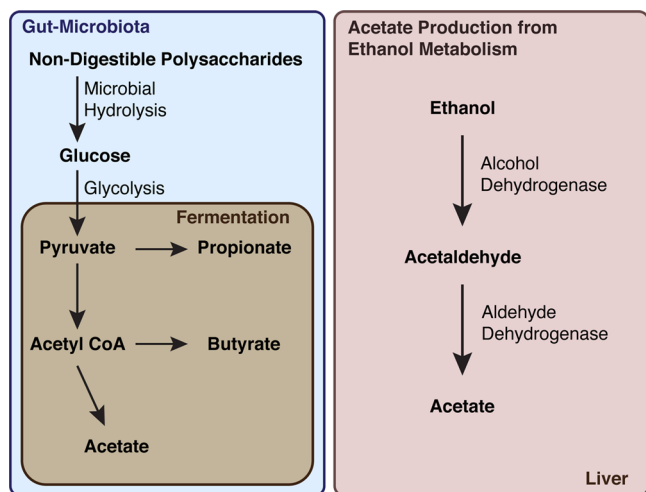 Gut-Microbiota
Non-Digestible Polysaccharides
Microbial
Hydrolysis
Glucose
Glycolysis
Fermentation
Pyruvate
Propionate
Acetyl CoA
Butyrate
Acetate
Acetate Production from
Ethanol Metabolism
Ethanol
Alcohol
Dehydrogenase
Acetaldehyde
Aldehyde
Dehydrogenase
Acetate
Liver